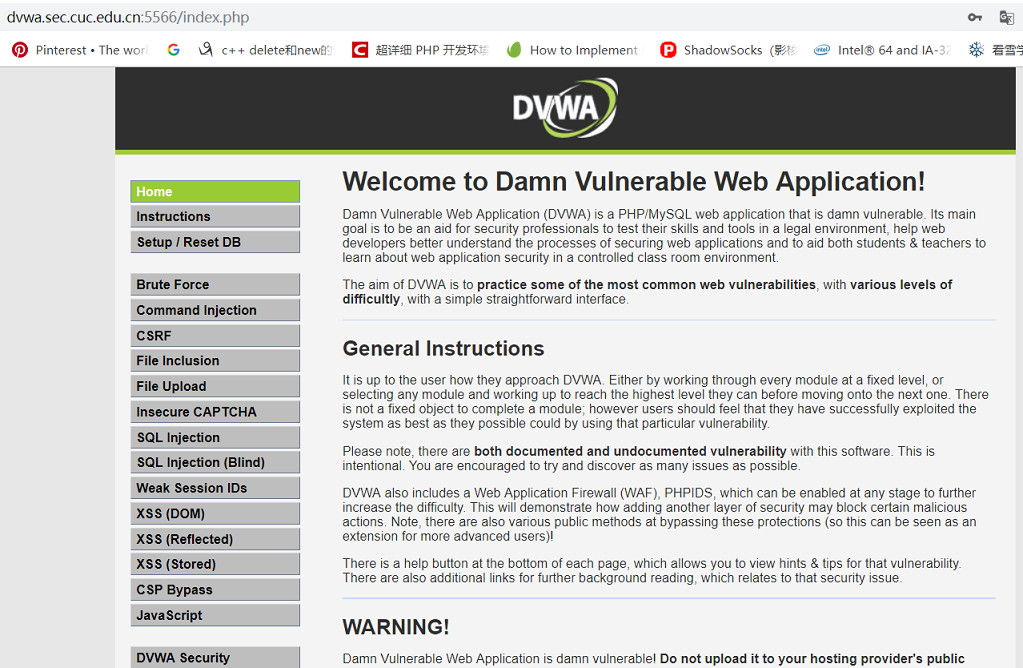 dvwa.sec.cuc.edu.cn:5566/index.php
Pinterest • The worl G c++ delete和new的 C 超详细 PHP 开发环境 How to Implement P ShadowSocks（影梭 intel Intel® 64 and IA-32 看雪学
DVWA
Home
Instructions
Setup / Reset DB
Brute Force
Command Injection
CSRF
File Inclusion
File Upload
Insecure CAPTCHA
SQL Injection
SQL Injection (Blind)
Weak Session IDs
XSS (DOM)
XSS (Reflected)
XSS (Stored)
CSP Bypass
JavaScript
DVWA Security
Welcome to Damn Vulnerable Web Application!
Damn Vulnerable Web Application (DVWA) is a PHP/MySQL web application that is damn vulnerable. Its main
goal is to be an aid for security professionals to test their skills and tools in a legal environment, help web
developers better understand the processes of securing web applications and to aid both students & teachers to
learn about web application security in a controlled class room environment.
The aim of DVWA is to practice some of the most common web vulnerabilities, with various levels of
difficultly, with a simple straightforward interface.
General Instructions
It is up to the user how they approach DVWA. Either by working through every module at a fixed level, or
selecting any module and working up to reach the highest level they can before moving onto the next one. There
is not a fixed object to complete a module; however users should feel that they have successfully exploited the
system as best as they possible could by using that particular vulnerability.
Please note, there are both documented and undocumented vulnerability with this software. This is
intentional. You are encouraged to try and discover as many issues as possible.
DVWA also includes a Web Application Firewall (WAF), PHPIDS, which can be enabled at any stage to further
increase the difficulty. This will demonstrate how adding another layer of security may block certain malicious
actions. Note, there are also various public methods at bypassing these protections (so this can be seen as an
extension for more advanced users)!
There is a help button at the bottom of each page, which allows you to view hints & tips for that vulnerability.
There are also additional links for further background reading, which relates to that security issue.
WARNING!
Damn Vulnerable Web Application is damn vulnerable! Do not upload it to your hosting provider's public